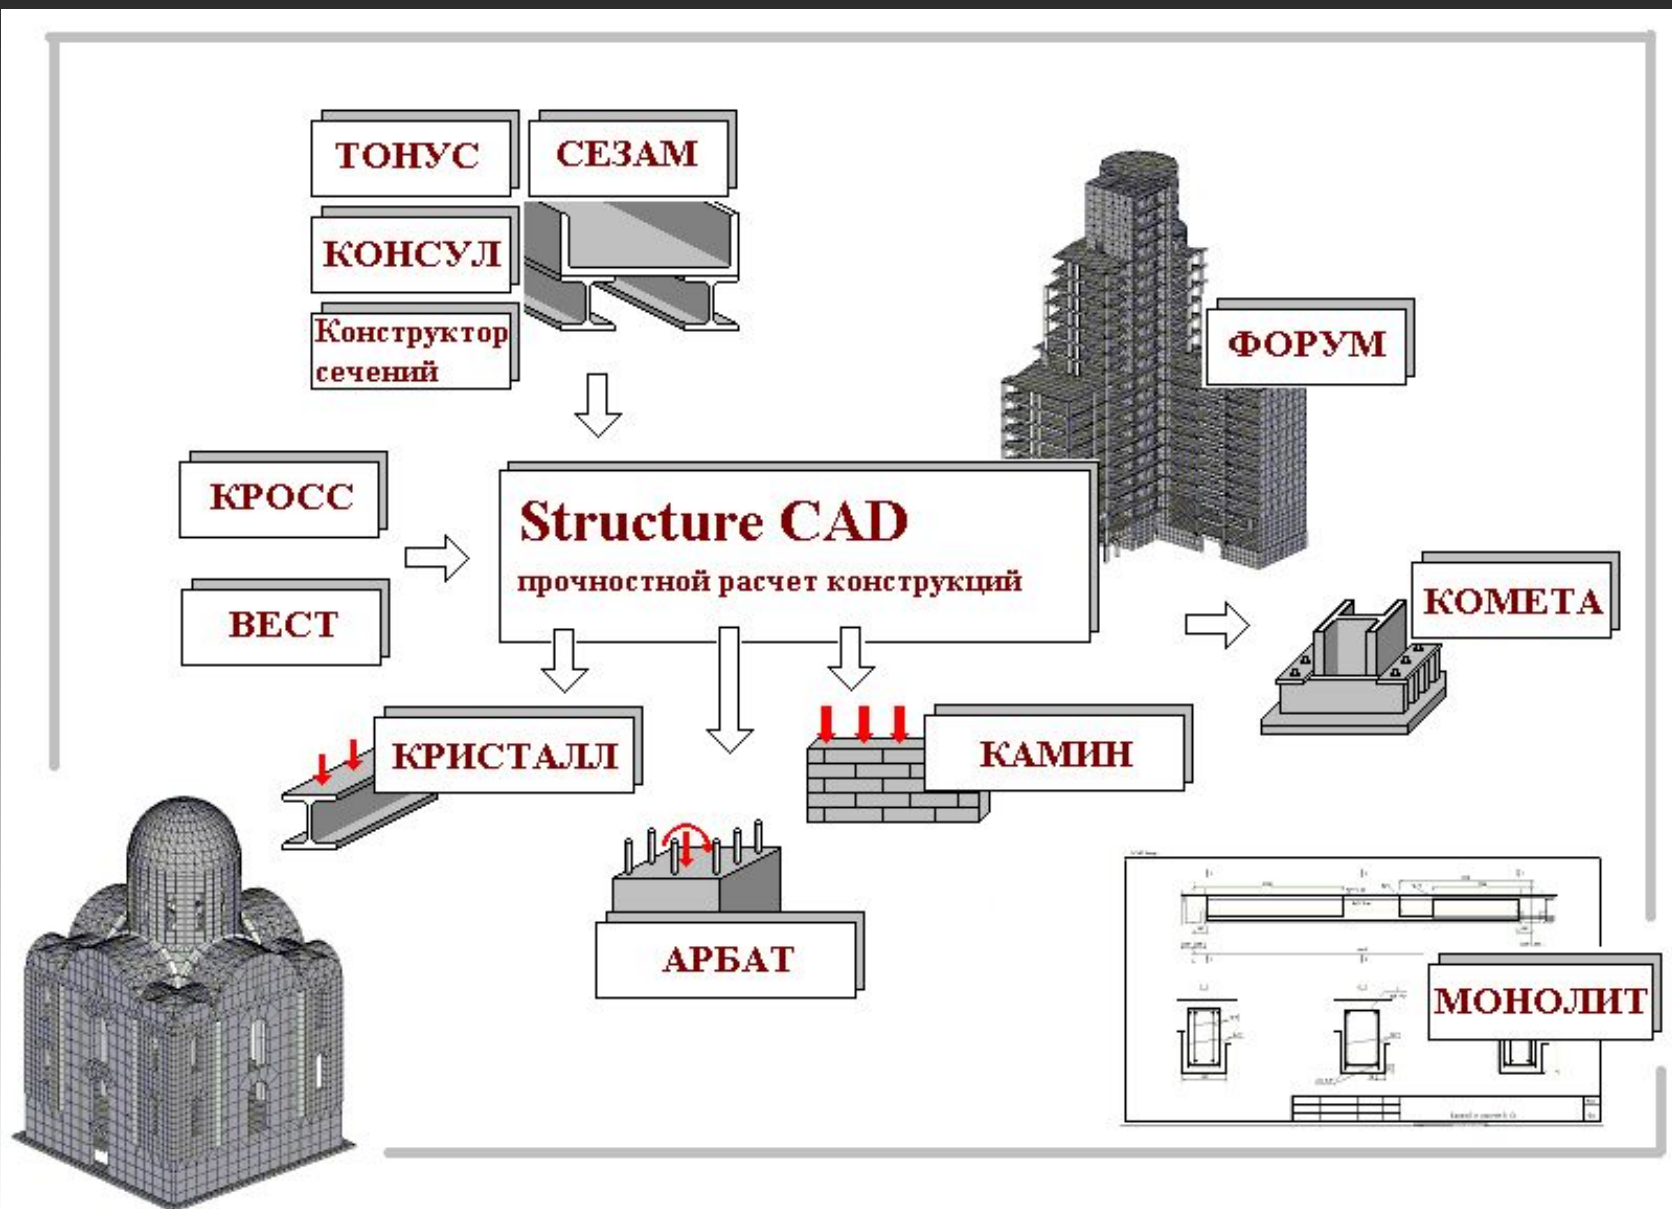 ТОНУС
СЕЗАМ
КОНСУЛ
Конструктор
сечений
ФОРУМ
КРОСС
Structure CAD
прочностной расчет конструкций
ВЕСТ
КОМЕТА
КРИСТАЛЛ
КАМИН
АРБАТ
МОНОЛИТ